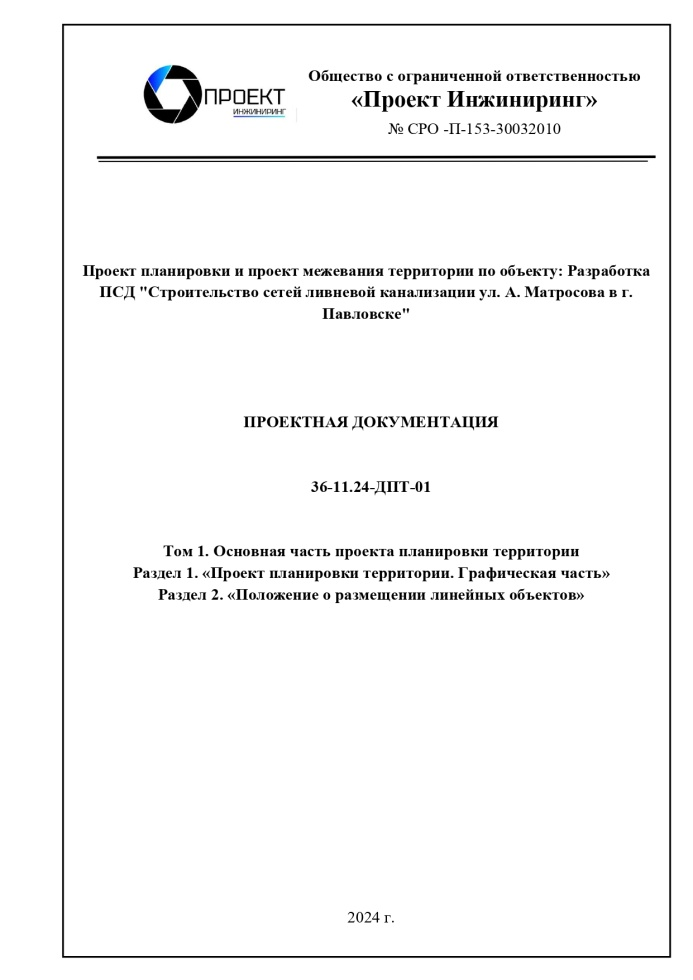 ПРОЕКТ
ИНЖИНИРИНГ
Общество с ограниченной ответственностью
«Проект Инжиниринг»
№ СРО -П-153-30032010
Проект планировки и проект межевания территории по объекту: Разработка
ПСД "Строительство сетей ливневой канализации ул. А. Матросова в г.
Павловске"
ПРОЕКТНАЯ ДОКУМЕНТАЦИЯ
36-11.24-ДПТ-01
Том 1. Основная часть проекта планировки территории
Раздел 1. «Проект планировки территории. Графическая часть»
Раздел 2. «Положение о размещении линейных объектов»
2024 г.